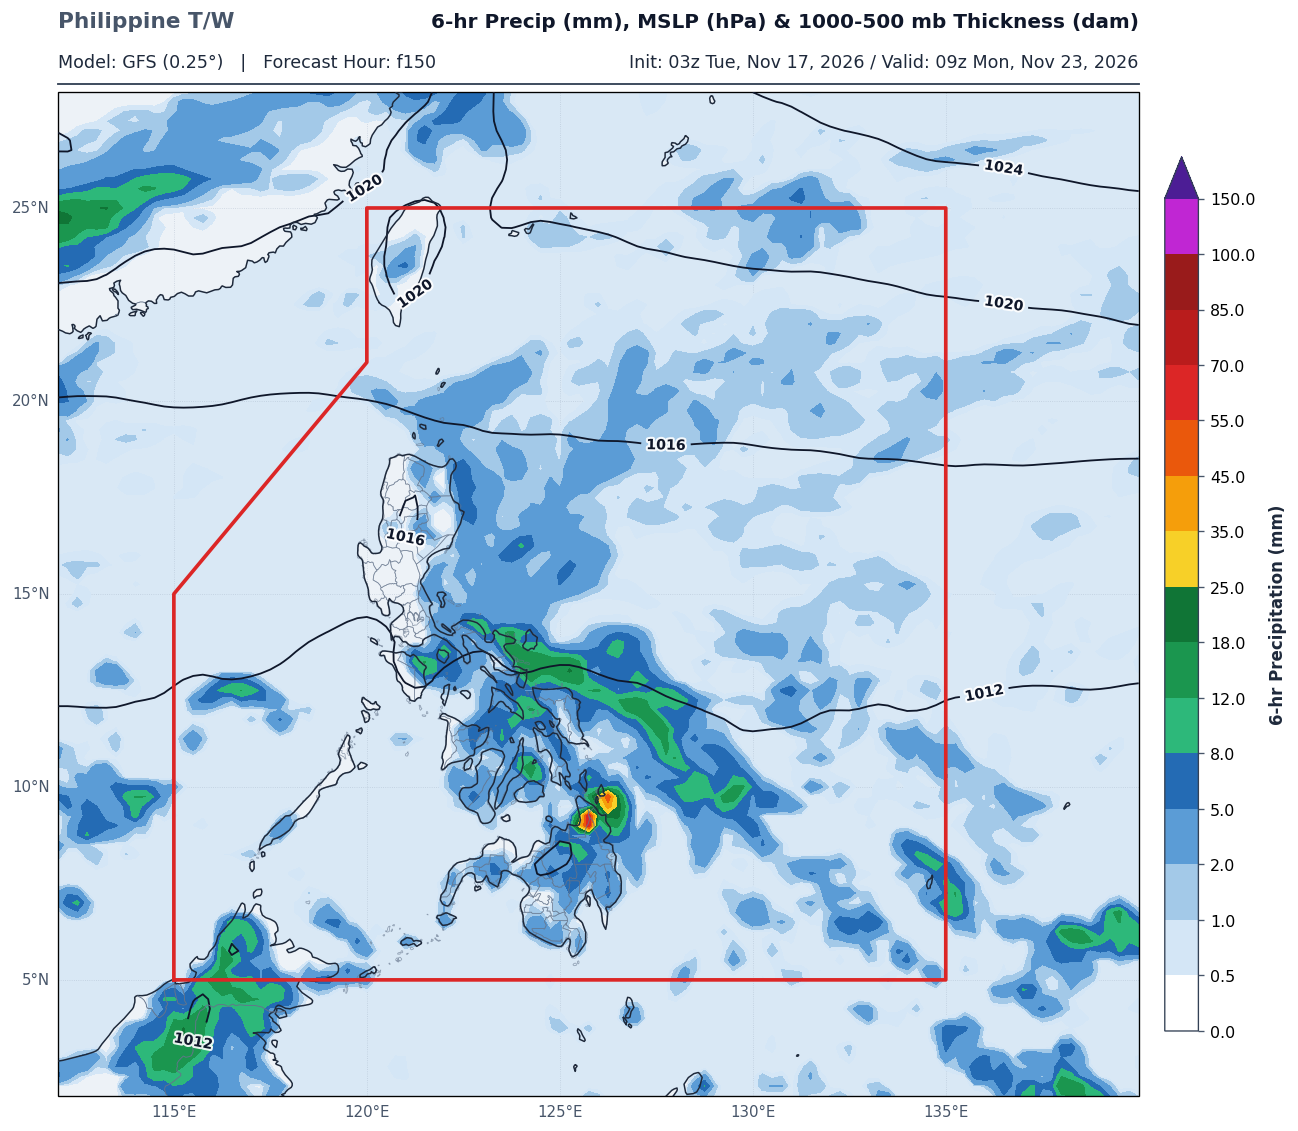 Philippine T/W
6-hr Precip (mm), MSLP (hPa) & 1000-500 mb Thickness (dam)
Model: GFS (0.25°) | Forecast Hour: f150
Init: 03z Tue, Nov 17, 2026 / Valid: 09z Mon, Nov 23, 2026
1024
1020
1020
1020
1016
1016
1012
1012
25°N
20°N
15°N
10°N
5°N
115°E
120°E
125°E
130°E
135°E
150.0
100.0
85.0
70.0
55.0
45.0
35.0
25.0
18.0
12.0
8.0
5.0
2.0
1.0
0.5
0.0
6-hr Precipitation (mm)